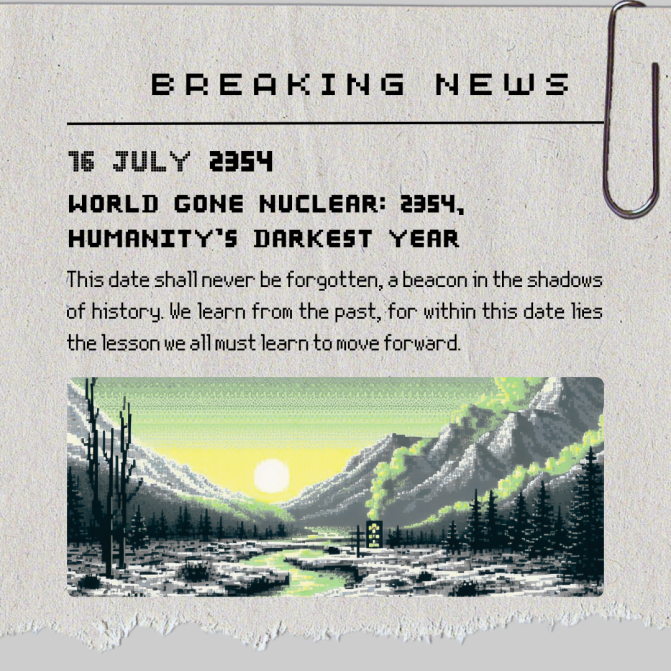 BREAKING NEWS
16 JULY 2354
WORLD GONE NUCLEAR: 2354,
HUMANITY'S DARKEST YEAR
This date shall never be forgotten, a beacon in the shadows
of history. We learn from the past, for within this date lies
the lesson we all must learn to move forward.